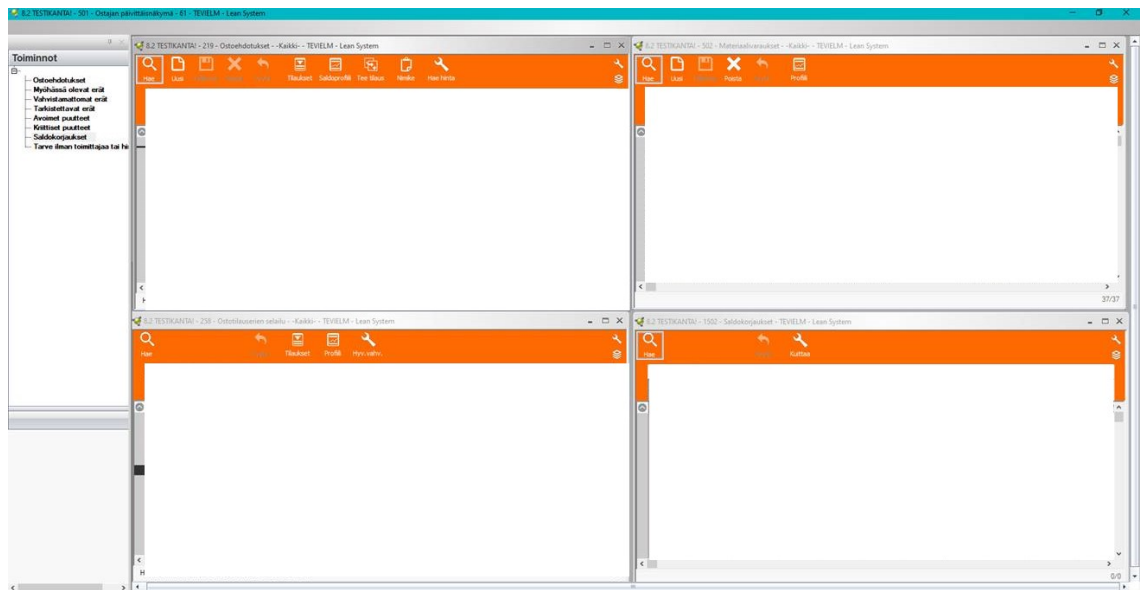 8.2 TESTIKANTA! - 501 - Ostajan päivittäisnäkymä - 61 - TEVIELM - Lean System
Toiminnot
Ostoehdotukset
Myöhässä olevat erät
Vahvistamattomat erät
Tarkistettavat erät
Avoimet puutteet
Kriittiset puutteet
Saldokorjaukset
Tarve ilman toimittajaa tai hi
8.2 TESTIKANTA! - 219 - Ostoehdotukset - -Kaikki- - TEVIELM - Lean System
Hae Uusi Tilaukset Saldoprofiili Tee tilaus Nimike Hae hinta
H
8.2 TESTIKANTA! - 502 - Materiaalivaraukset - -Kaikki- - TEVIELM - Lean System
Hae Uusi Poista Profiili
37/37
8.2 TESTIKANTA! - 258 - Ostotilauserien selailu - -Kaikki- - TEVIELM - Lean System
Hae Tilaukset Profiili Hyv. vahv.
H
8.2 TESTIKANTA! - 1502 - Saldokorjaukset - TEVIELM - Lean System
Hae Kuittaa
0/0